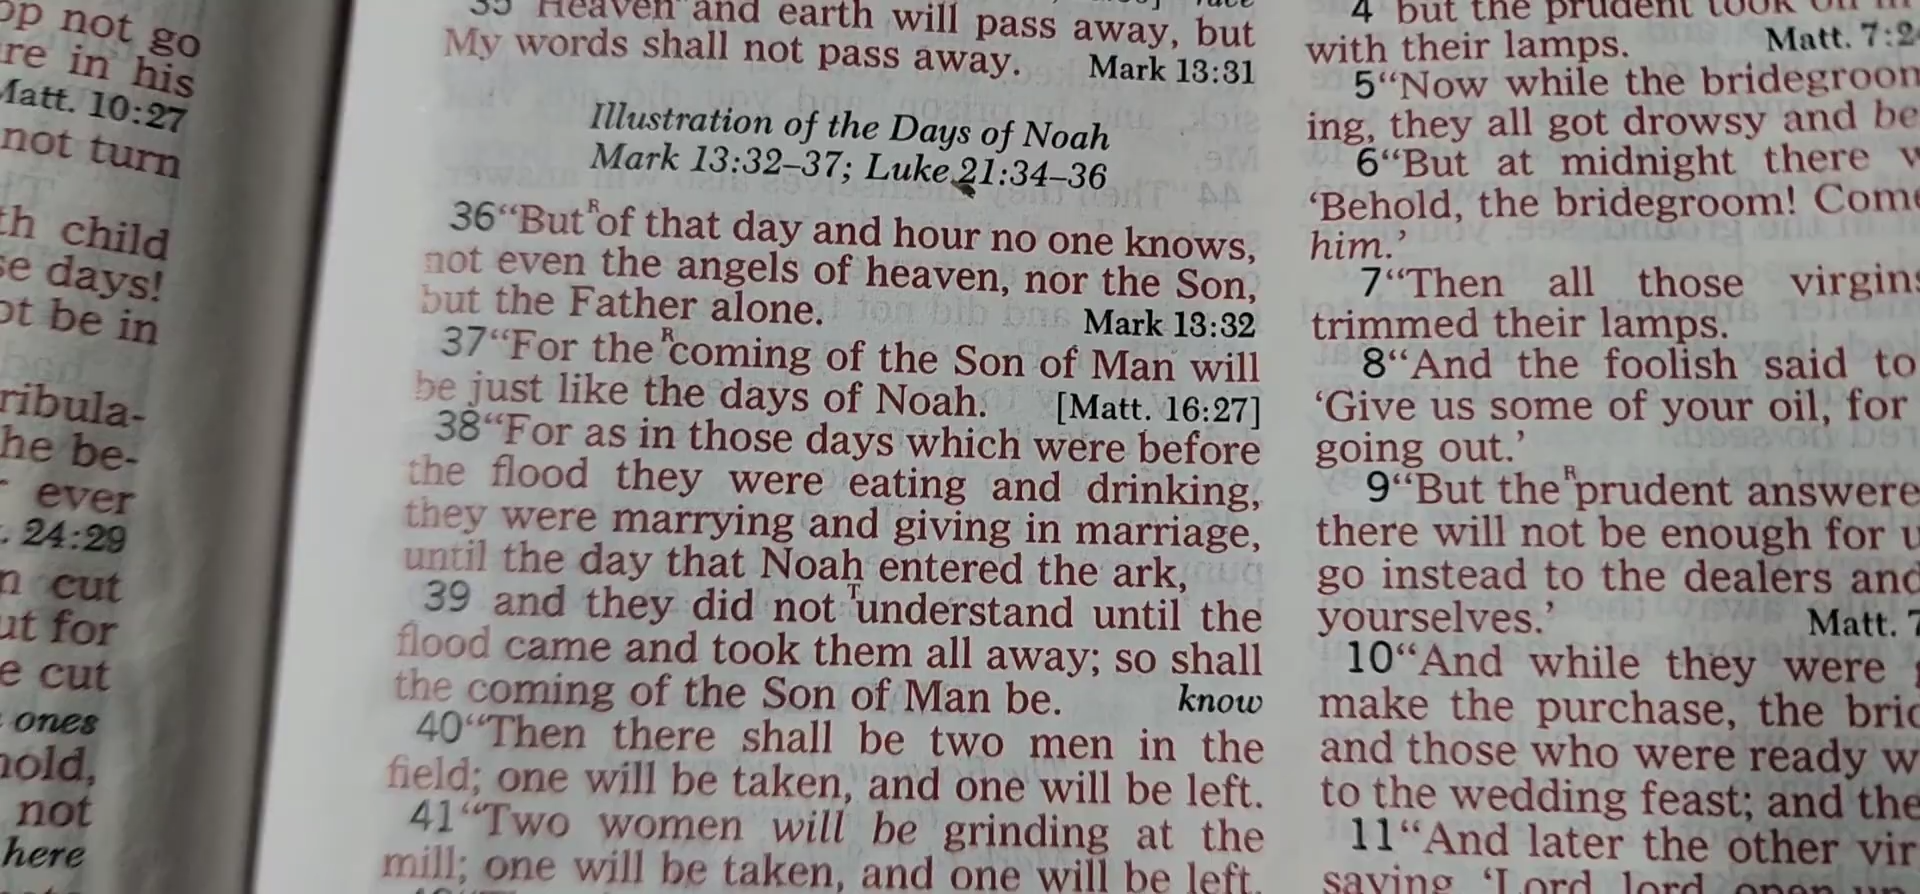 op not go
re in his
Matt. 10:27
not turn
th child
se days!
ot be in
ribula-
he be-
ever
24:29
cut
ut for
e cut
ones
hold,
not
here
35 Heaven and earth will pass away, but
My words shall not pass away. Mark 13:31
Illustration of the Days of Noah
Mark 13:32–37; Luke 21:34–36
36 “But ᴿof that day and hour no one knows,
not even the angels of heaven, nor the Son,
but the Father alone. Mark 13:32
37 “For the ᴿcoming of the Son of Man will
be just like the days of Noah. [Matt. 16:27]
38 “For as in those days which were before
the flood they were eating and drinking,
they were marrying and giving in marriage,
until the day that Noah entered the ark,
39 and they did not ᵀunderstand until the
flood came and took them all away; so shall
the coming of the Son of Man be. know
40 “Then there shall be two men in the
field; one will be taken, and one will be left.
41 “Two women will be grinding at the
mill; one will be taken, and one will be left.
4 but the prudent took oil in
with their lamps. Matt. 7:2
5 “Now while the bridegroom
ing, they all got drowsy and be
6 “But at midnight there
‘Behold, the bridegroom! Come
him.’
7 “Then all those virgins
trimmed their lamps.
8 “And the foolish said to
‘Give us some of your oil, for
going out.’
9 “But the ᴿprudent answere
there will not be enough for u
go instead to the dealers and
yourselves.’ Matt. 7
10 “And while they were
make the purchase, the brid
and those who were ready w
to the wedding feast; and the
11 “And later the other vir
saying, ‘Lord, lord, open